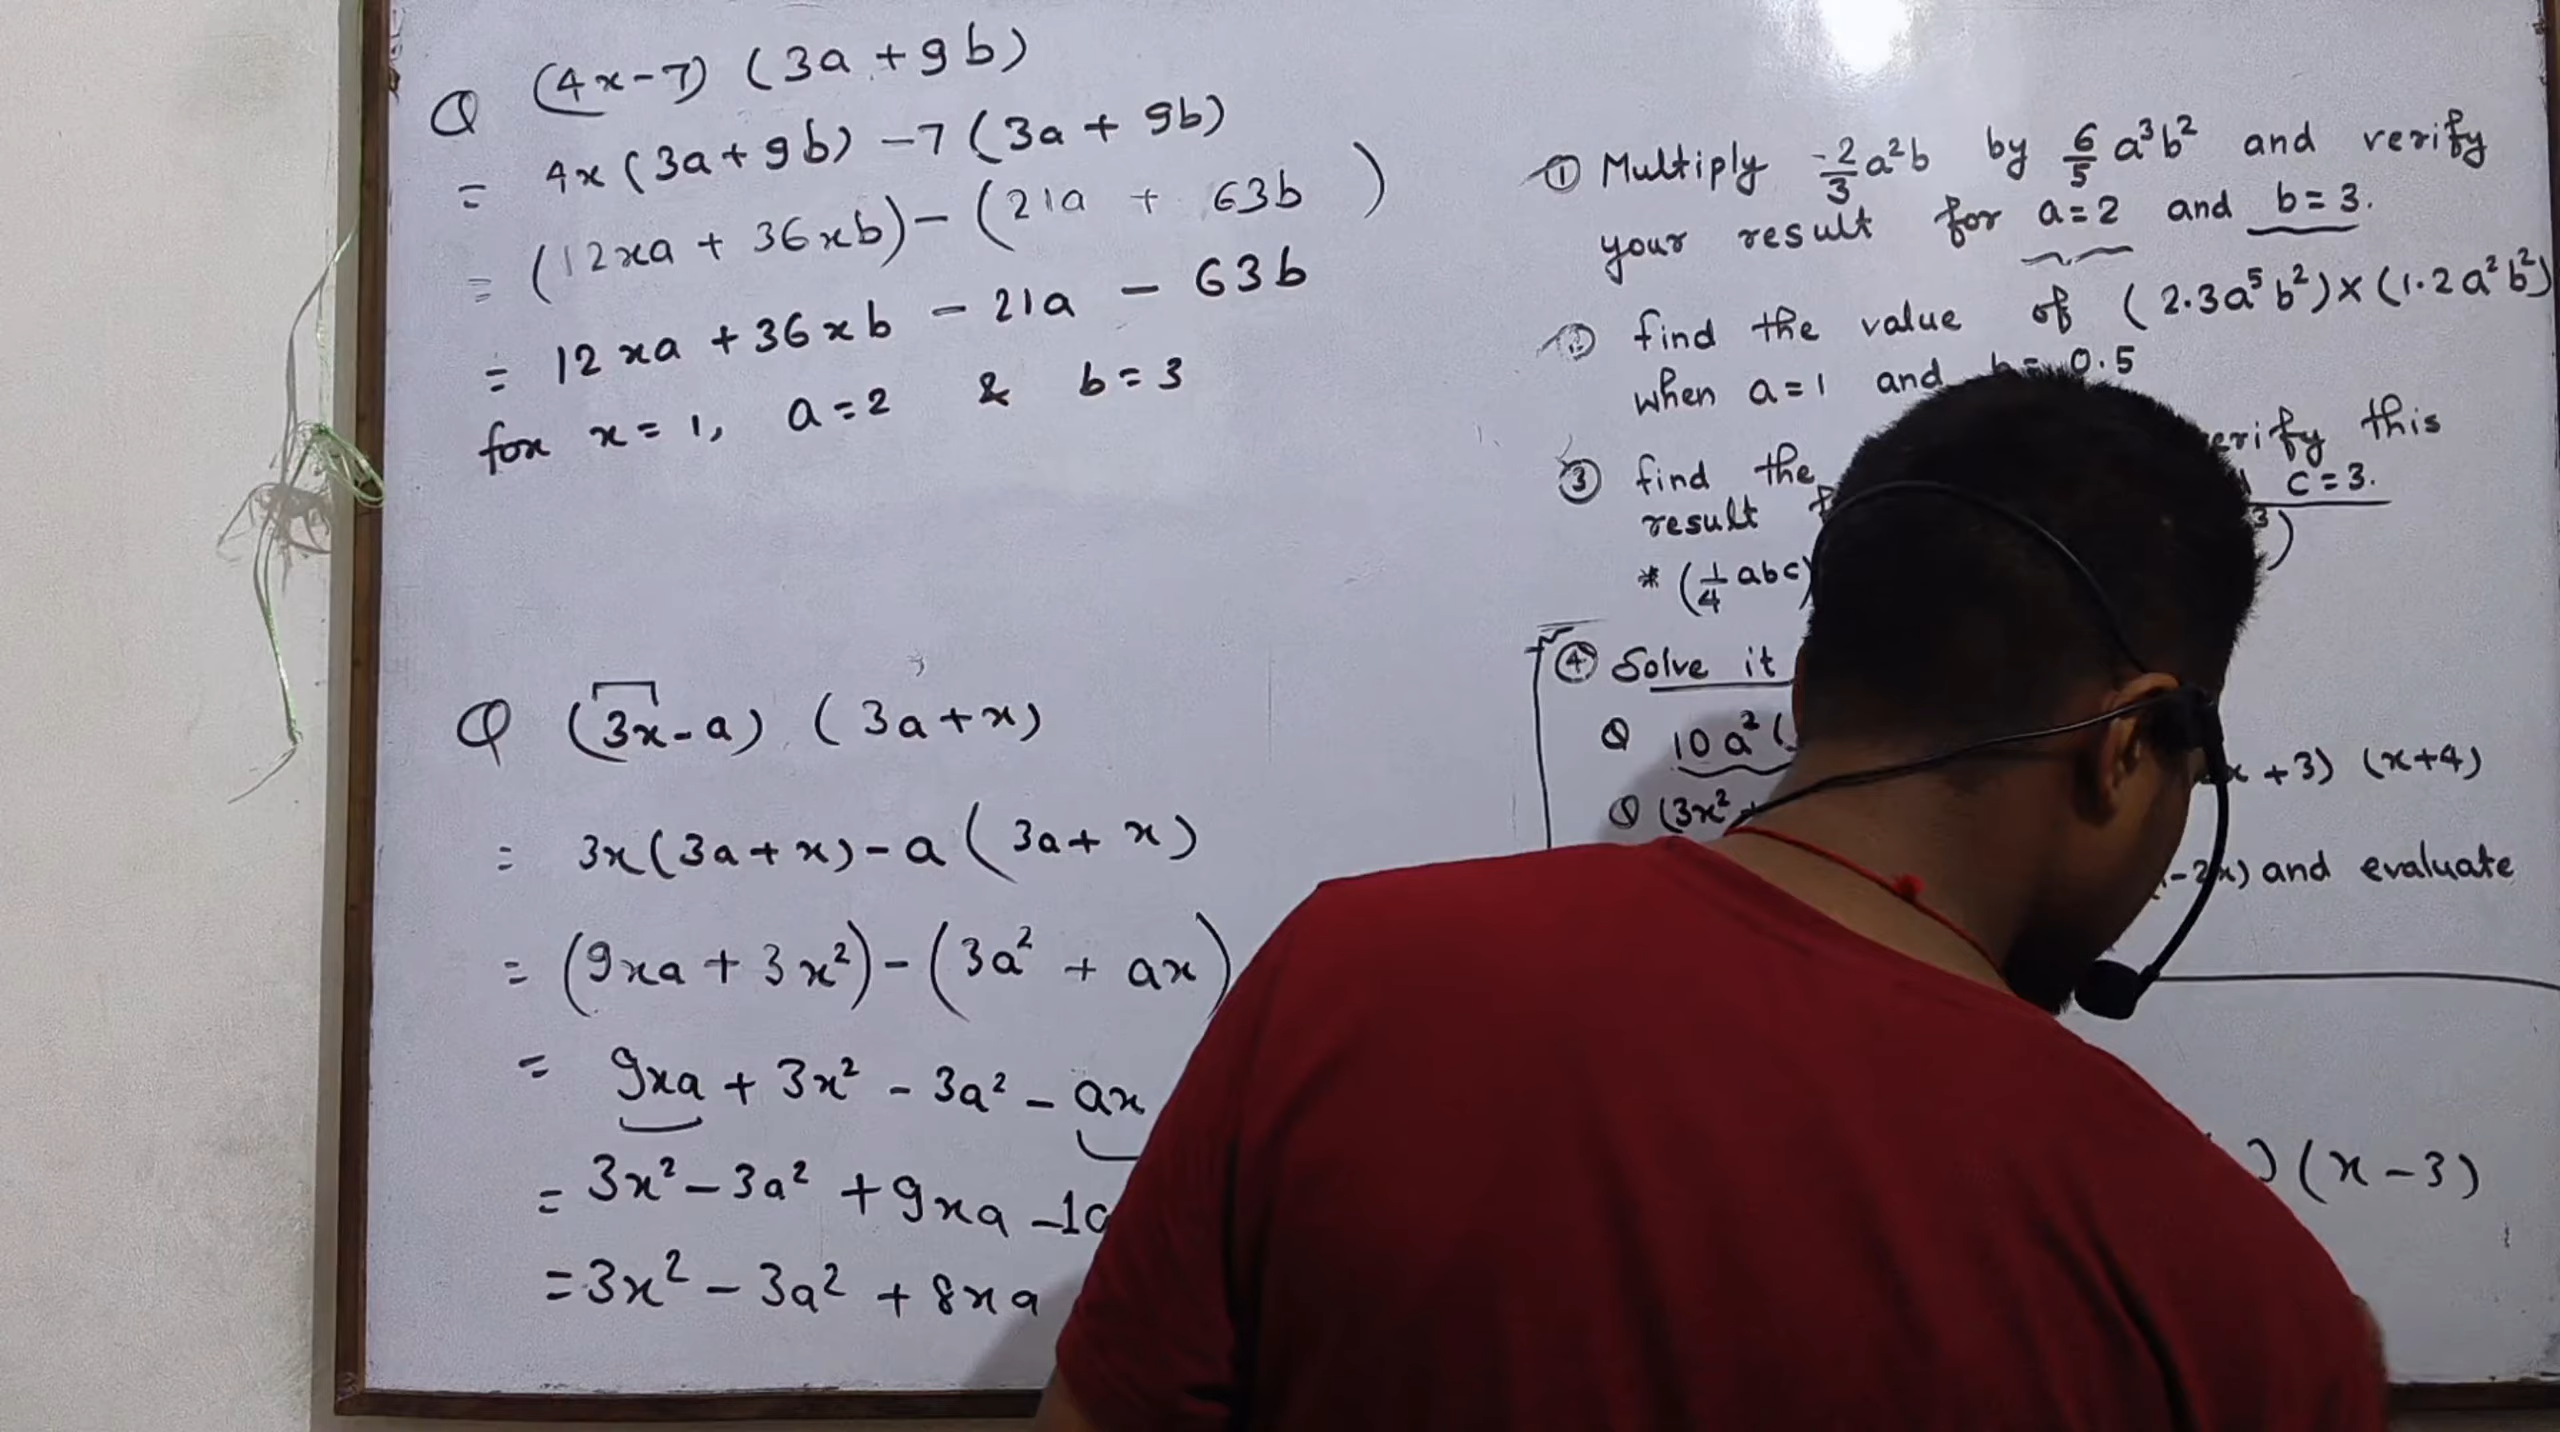 Q (4x-7) (3a+9b)
= 4x(3a+9b) -7(3a+9b)
= (12xa + 36xb) - (21a + 63b)
= 12xa + 36xb - 21a - 63b
for x=1, a=2 & b=3
Q (3x-a) (3a+x)
= 3x(3a+x) - a(3a+x)
= (9xa + 3x²) - (3a² + ax)
= 9xa + 3x² - 3a² - ax
= 3x² - 3a² + 9xa - 1a
= 3x² - 3a² + 8xa
① Multiply -2/3 a²b by 6/5 a³b² and verify
your result for a=2 and b=3.
② find the value of (2.3a⁵b²)×(1.2a²b²)
when a=1 and b=0.5
③ find the this
result c=3.
* (1/4 abc) ³)
④ Solve it
Q 10a²( x+3) (x+4)
Q (3x² -2x) and evaluate
) (x-3)